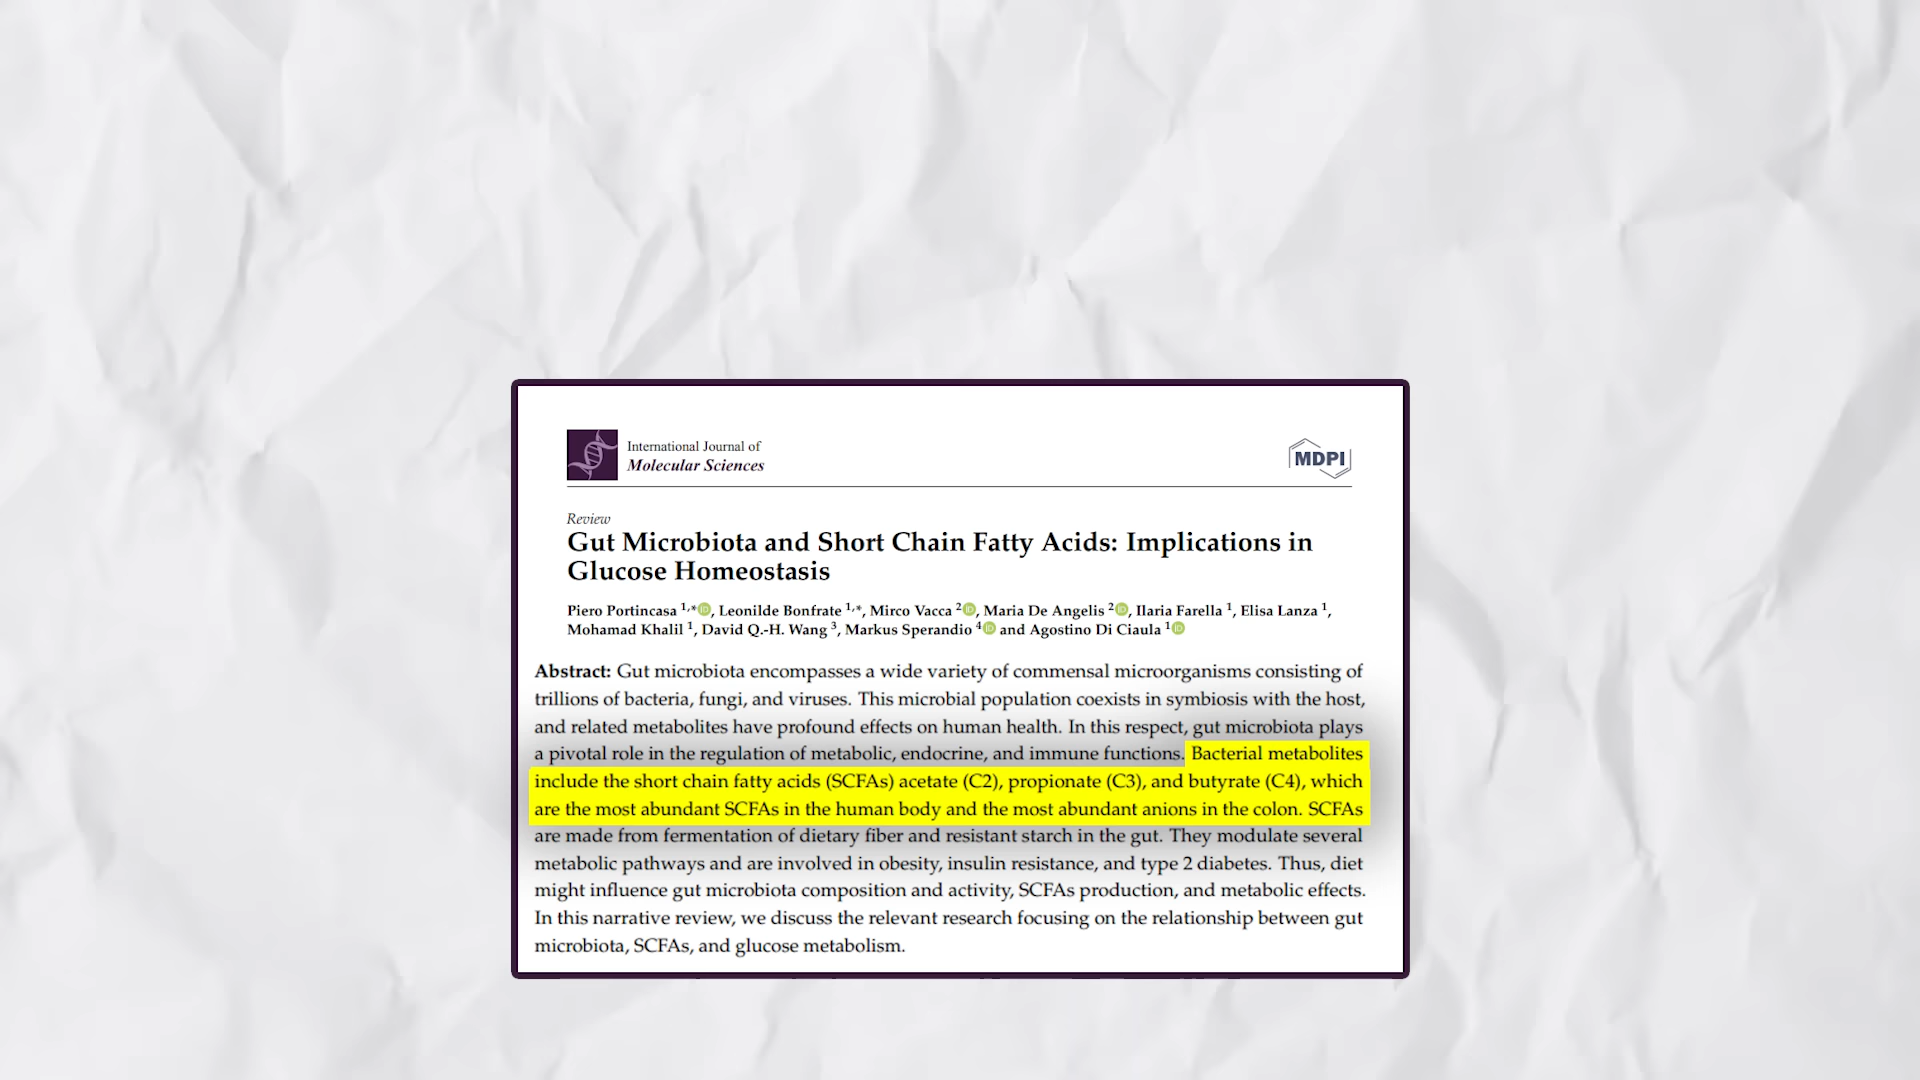 International Journal of
Molecular Sciences
MDPI
Review
Gut Microbiota and Short Chain Fatty Acids: Implications in
Glucose Homeostasis
Piero Portincasa 1,*iD, Leonilde Bonfrate 1,*, Mirco Vacca 2iD, Maria De Angelis 2iD, Ilaria Farella 1, Elisa Lanza 1,
Mohamad Khalil 1, David Q.-H. Wang 3, Markus Sperandio 4iD and Agostino Di Ciaula 1iD
Abstract: Gut microbiota encompasses a wide variety of commensal microorganisms consisting of
trillions of bacteria, fungi, and viruses. This microbial population coexists in symbiosis with the host,
and related metabolites have profound effects on human health. In this respect, gut microbiota plays
a pivotal role in the regulation of metabolic, endocrine, and immune functions. Bacterial metabolites
include the short chain fatty acids (SCFAs) acetate (C2), propionate (C3), and butyrate (C4), which
are the most abundant SCFAs in the human body and the most abundant anions in the colon. SCFAs
are made from fermentation of dietary fiber and resistant starch in the gut. They modulate several
metabolic pathways and are involved in obesity, insulin resistance, and type 2 diabetes. Thus, diet
might influence gut microbiota composition and activity, SCFAs production, and metabolic effects.
In this narrative review, we discuss the relevant research focusing on the relationship between gut
microbiota, SCFAs, and glucose metabolism.